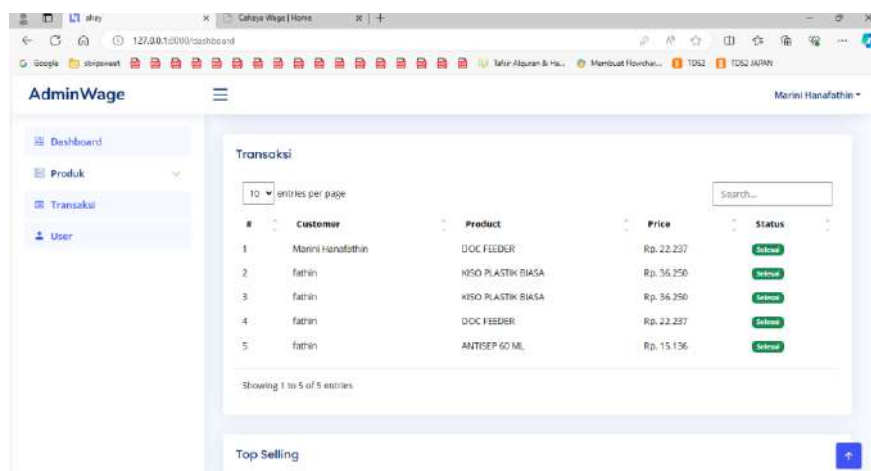 ahay
Cahaya Wage | Home
127.0.0.1:8000/dashboard
Google
stripsweet
Tafsir Alquran & Ha...
Membuat Flowchar...
TDS2
TDS2 JAPAN
AdminWage
Marini Hanafathin
Dashboard
Produk
Transaksi
User
Transaksi
10 entries per page
Search...
# Customer Product Price Status
1 Marini Hanafathin DOC FEEDER Rp. 22.237 Selesai
2 fathin KISO PLASTIK BIASA Rp. 36.250 Selesai
3 fathin KISO PLASTIK BIASA Rp. 36.250 Selesai
4 fathin DOC FEEDER Rp. 22.237 Selesai
5 fathin ANTISEP 60 ML Rp. 15.136 Selesai
Showing 1 to 5 of 5 entries
Top Selling